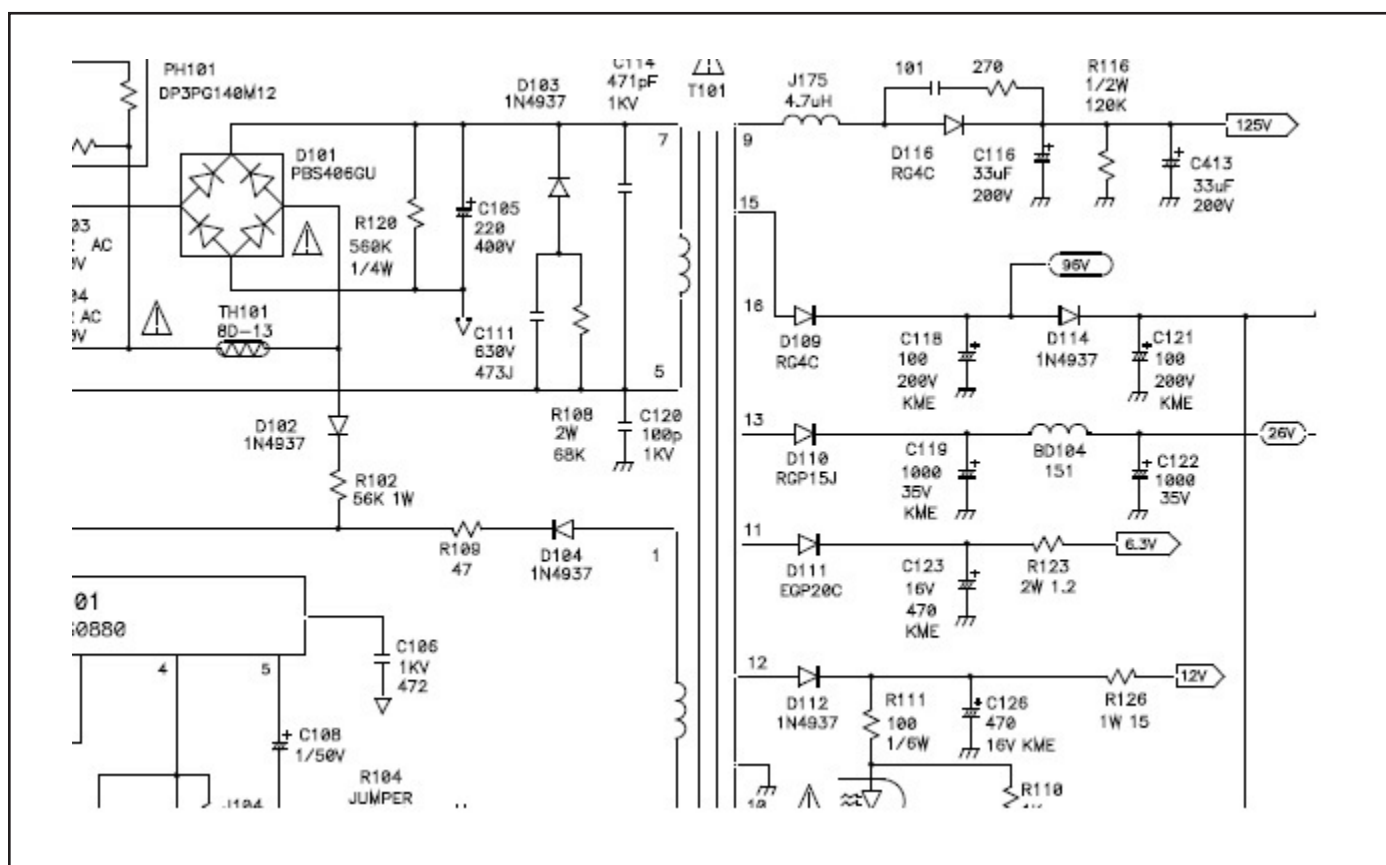 PH101
DP3PG140M12
D103
1N4937
C114
471pF
1KV
T101
J175
4.7uH
101
270
R116
1/2W
120K
125V
7
9
D101
PBS406GU
D116
RG4C
C116
33uF
200V
C413
33uF
200V
R120
560K
1/4W
C105
220
400V
15
AC
AC
96V
TH101
8D-13
C111
630V
473J
16
D109
RG4C
C118
100
200V
KME
D114
1N4937
C121
100
200V
KME
5
D102
1N4937
R108
2W
68K
C120
100p
1KV
13
D110
RGP15J
C119
1000
35V
KME
BD104
151
C122
1000
35V
26V
R102
56K 1W
R109
47
D104
1N4937
1
11
D111
EGP20C
C123
16V
470
KME
R123
2W 1.2
6.3V
01
0880
4
5
C106
1KV
472
12
D112
1N4937
R111
100
1/6W
C126
470
16V KME
R126
1W 15
12V
C108
1/50V
R104
JUMPER
J104
10
R110
1K